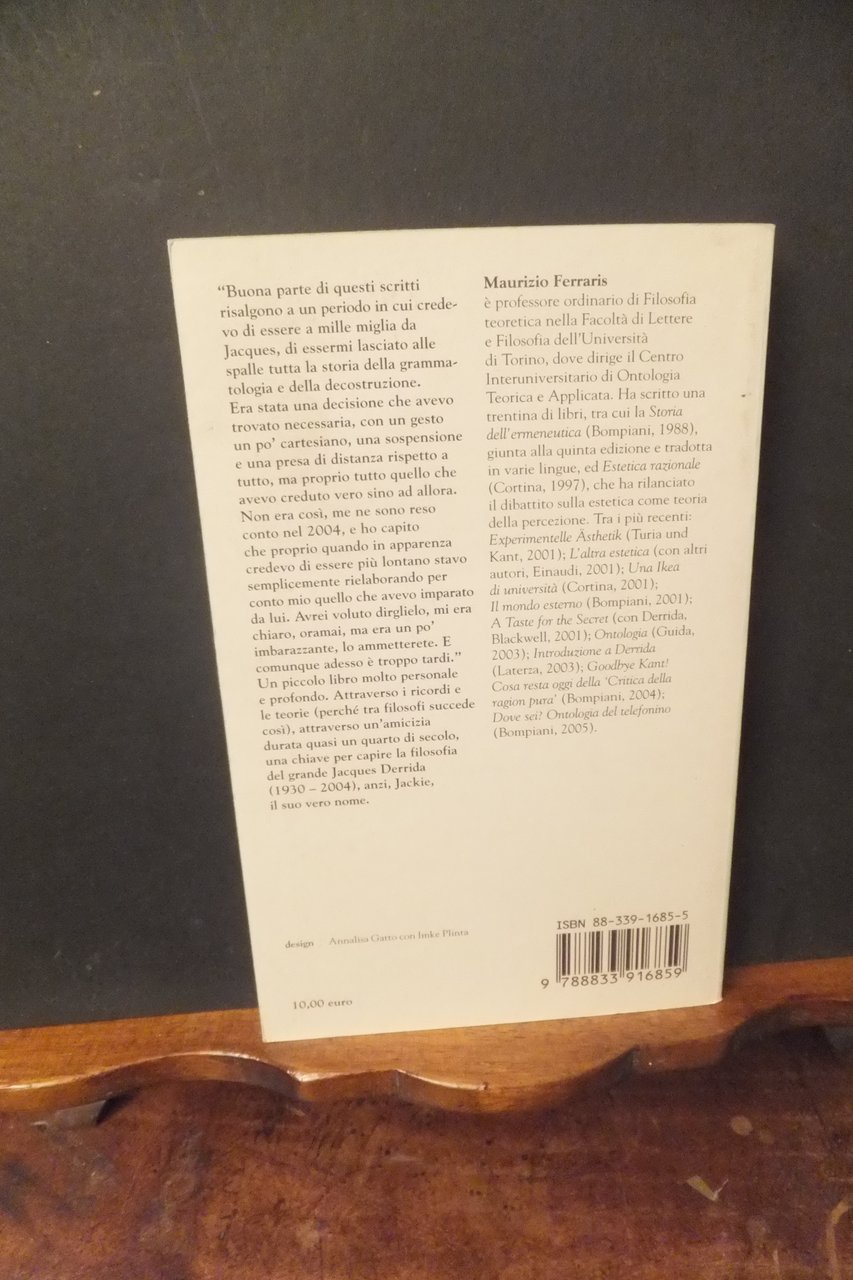 “Buona parte di questi scritti
risalgono a un periodo in cui crede-
vo di essere a mille miglia da
Jacques, di essermi lasciato alle
spalle tutta la storia della gramma-
tologia e della decostruzione.
Era stata una decisione che avevo
trovato necessaria, con un gesto
un po’ cartesiano, una sospensione
e una presa di distanza rispetto a
tutto, ma proprio tutto quello che
avevo creduto vero sino ad allora.
Non era così, me ne sono reso
conto nel 2004, e ho capito
che proprio quando in apparenza
credevo di essere più lontano stavo
semplicemente rielaborando per
conto mio quello che avevo imparato
da lui. Avrei voluto dirglielo, mi era
chiaro, oramai, ma era un po’
imbarazzante, lo ammetterete. E
comunque adesso è troppo tardi.”
Un piccolo libro molto personale
e profondo. Attraverso i ricordi e
le teorie (perché tra filosofi succede
così), attraverso un’amicizia
durata quasi un quarto di secolo,
una chiave per capire la filosofia
del grande Jacques Derrida
(1930 – 2004), anzi, Jackie,
il suo vero nome.
Maurizio Ferraris
è professore ordinario di Filosofia
teoretica nella Facoltà di Lettere
e Filosofia dell’Università
di Torino, dove dirige il Centro
Interuniversitario di Ontologia
Teorica e Applicata. Ha scritto una
trentina di libri, tra cui la Storia
dell’ermeneutica (Bompiani, 1988),
giunta alla quinta edizione e tradotta
in varie lingue, ed Estetica razionale
(Cortina, 1997), che ha rilanciato
il dibattito sulla estetica come teoria
della percezione. Tra i più recenti:
Experimentelle Ästhetik (Turia und
Kant, 2001); L’altra estetica (con altri
autori, Einaudi, 2001); Una Ikea
di università (Cortina, 2001);
Il mondo esterno (Bompiani, 2001);
A Taste for the Secret (con Derrida,
Blackwell, 2001); Ontologia (Guida,
2003); Introduzione a Derrida
(Laterza, 2003); Goodbye Kant!
Cosa resta oggi della ‘Critica della
ragion pura’ (Bompiani, 2004);
Dove sei? Ontologia del telefonino
(Bompiani, 2005).
design Annalisa Gatto con Imke Plinta
10,00 euro
ISBN 88-339-1685-5
9 788833 916859